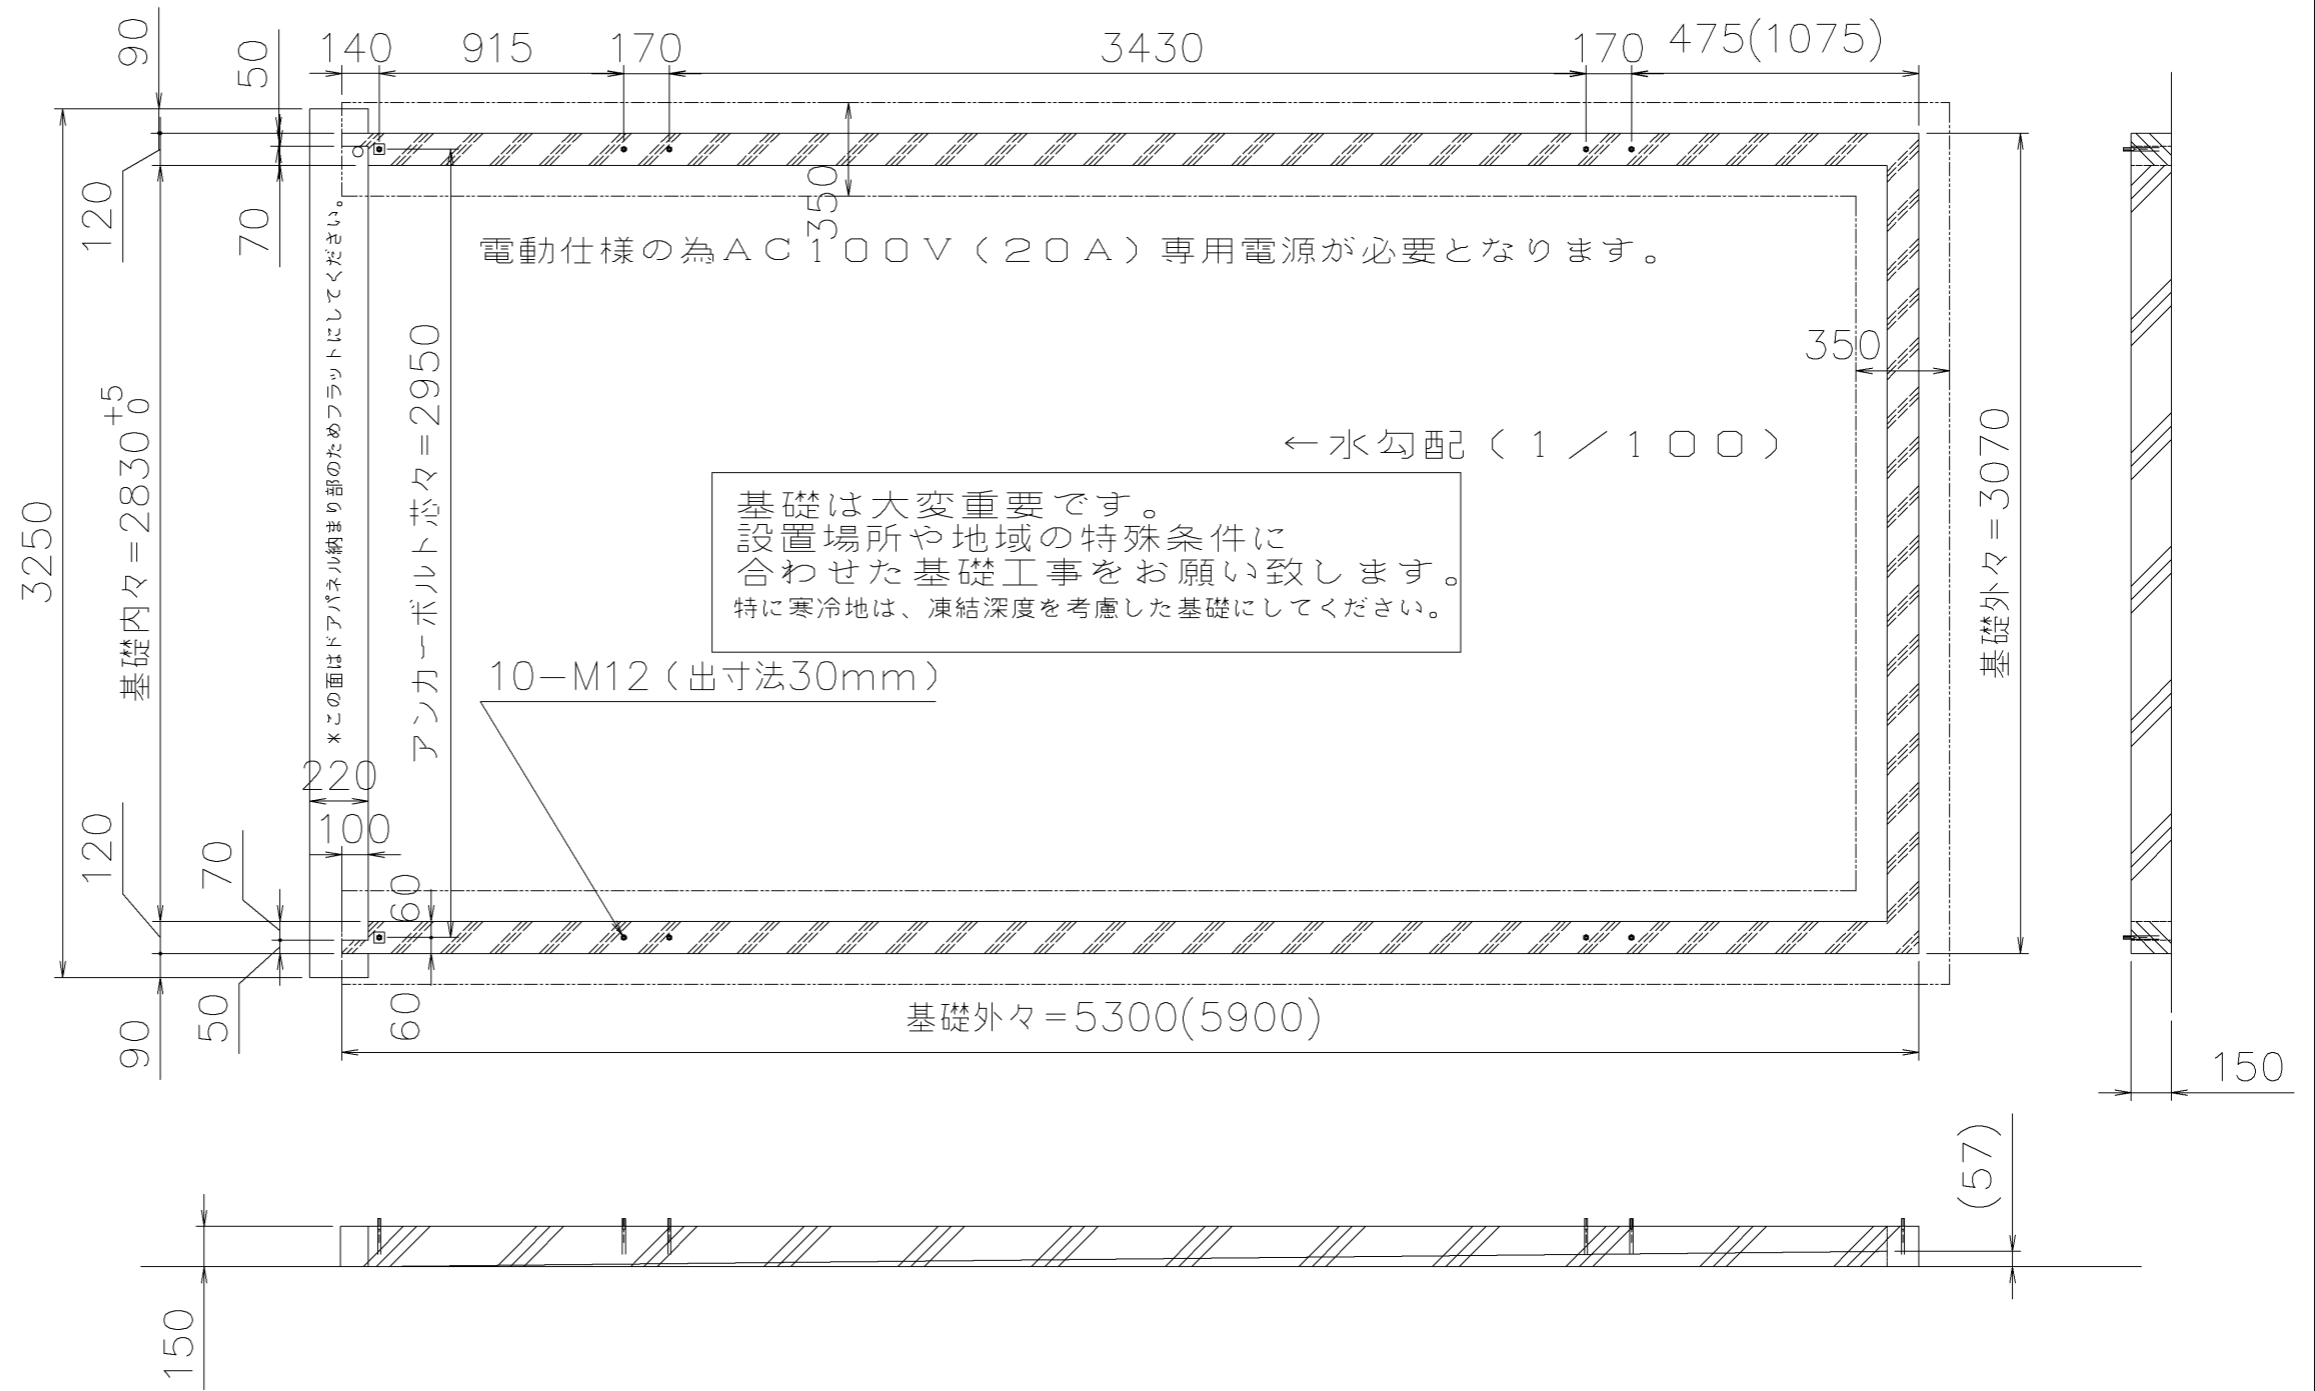 90
50
140
915
170
3430
170
475(1075)
120
70
350
電動仕様の為AC100V（20A）専用電源が必要となります。
*この面はドアパネル納まり部のためフラットにしてください。
アンカーボルト芯々=2950
基礎内々=2830 +5 0
3250
350
←水勾配（1／100）
基礎外々=3070
基礎は大変重要です。
設置場所や地域の特殊条件に
合わせた基礎工事をお願い致します。
特に寒冷地は、凍結深度を考慮した基礎にしてください。
10-M12（出寸法30mm）
220
100
120
70
60
50
60
90
基礎外々=5300(5900)
150
(57)
150